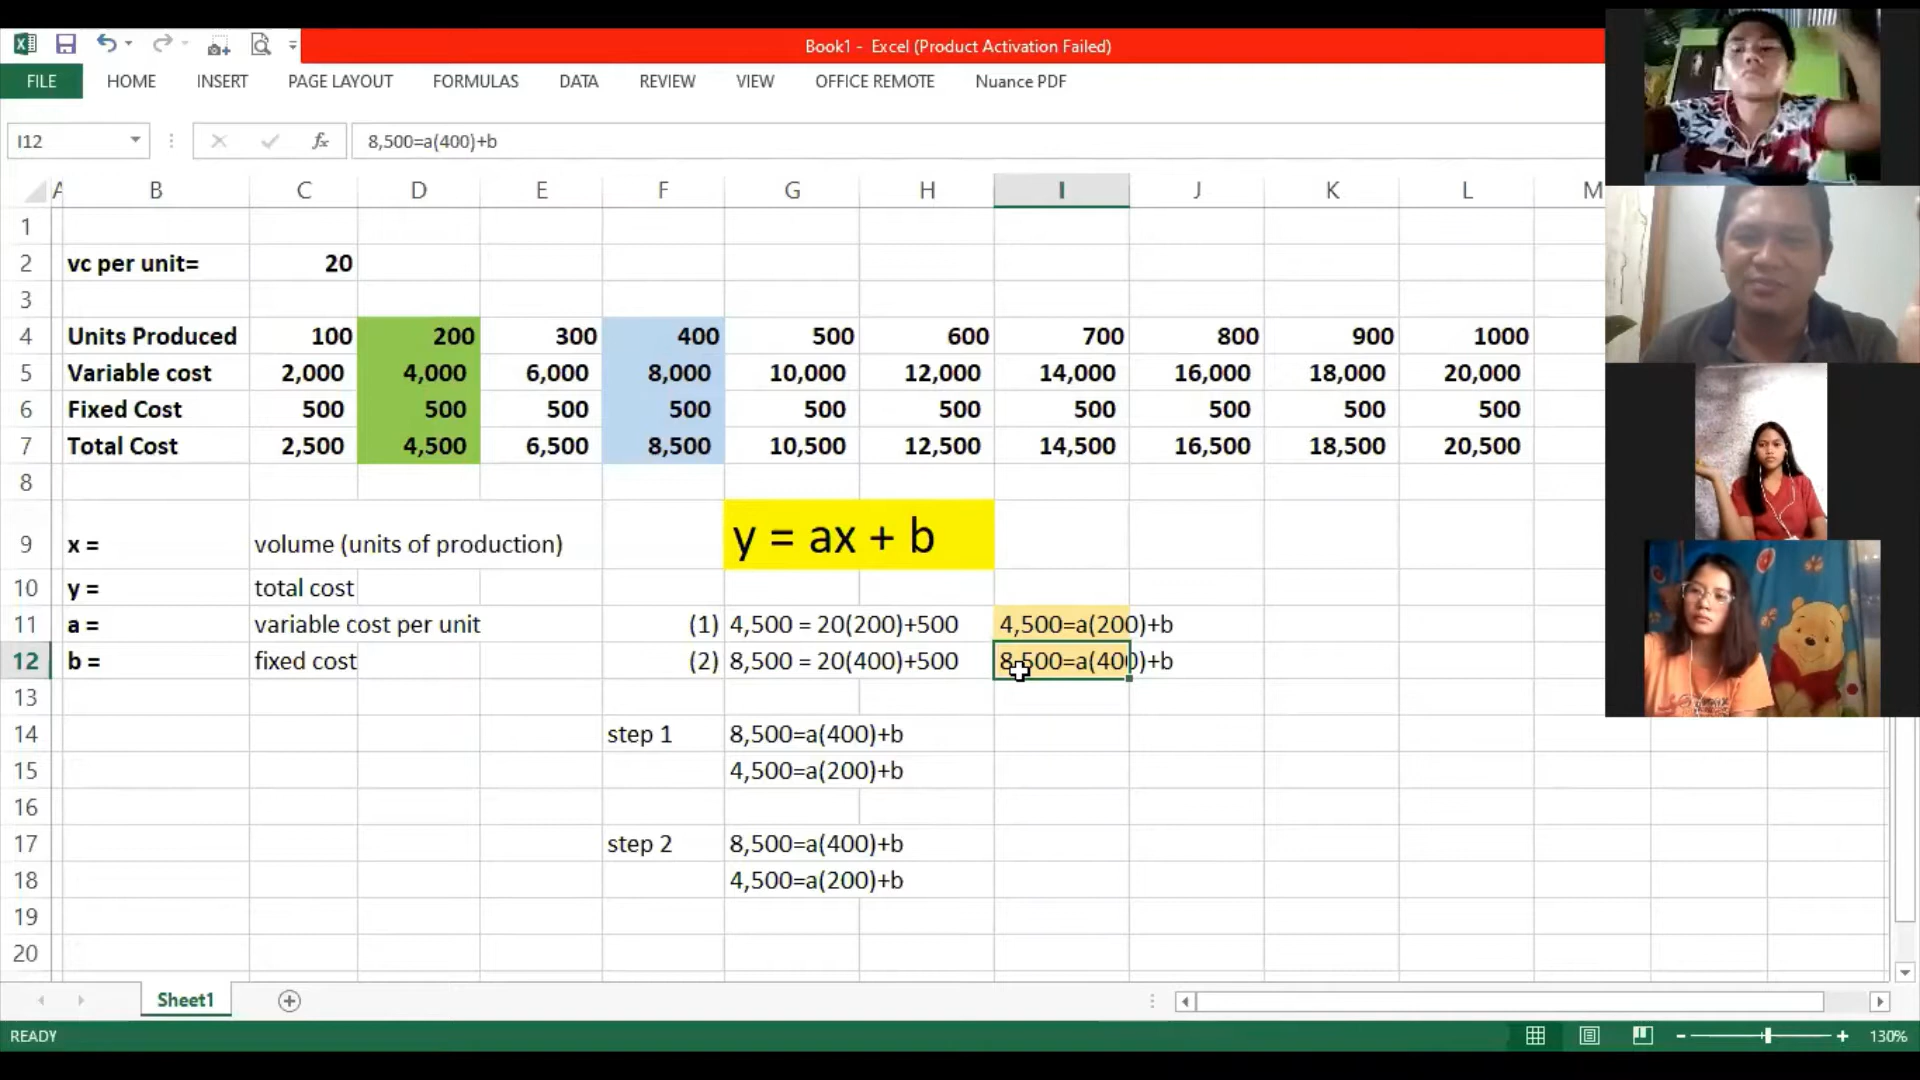 Book1 - Excel (Product Activation Failed)
FILE HOME INSERT PAGE LAYOUT FORMULAS DATA REVIEW VIEW OFFICE REMOTE Nuance PDF
I12 fx 8,500=a(400)+b
A B C D E F G H I J K L M
1
2 vc per unit= 20
3
4 Units Produced 100 200 300 400 500 600 700 800 900 1000
5 Variable cost 2,000 4,000 6,000 8,000 10,000 12,000 14,000 16,000 18,000 20,000
6 Fixed Cost 500 500 500 500 500 500 500 500 500 500
7 Total Cost 2,500 4,500 6,500 8,500 10,500 12,500 14,500 16,500 18,500 20,500
8
9 x = volume (units of production) y = ax + b
10 y = total cost
11 a = variable cost per unit (1) 4,500 = 20(200)+500 4,500=a(200)+b
12 b = fixed cost (2) 8,500 = 20(400)+500 8,500=a(400)+b
13
14 step 1 8,500=a(400)+b
15 4,500=a(200)+b
16
17 step 2 8,500=a(400)+b
18 4,500=a(200)+b
19
20
Sheet1
READY 130%